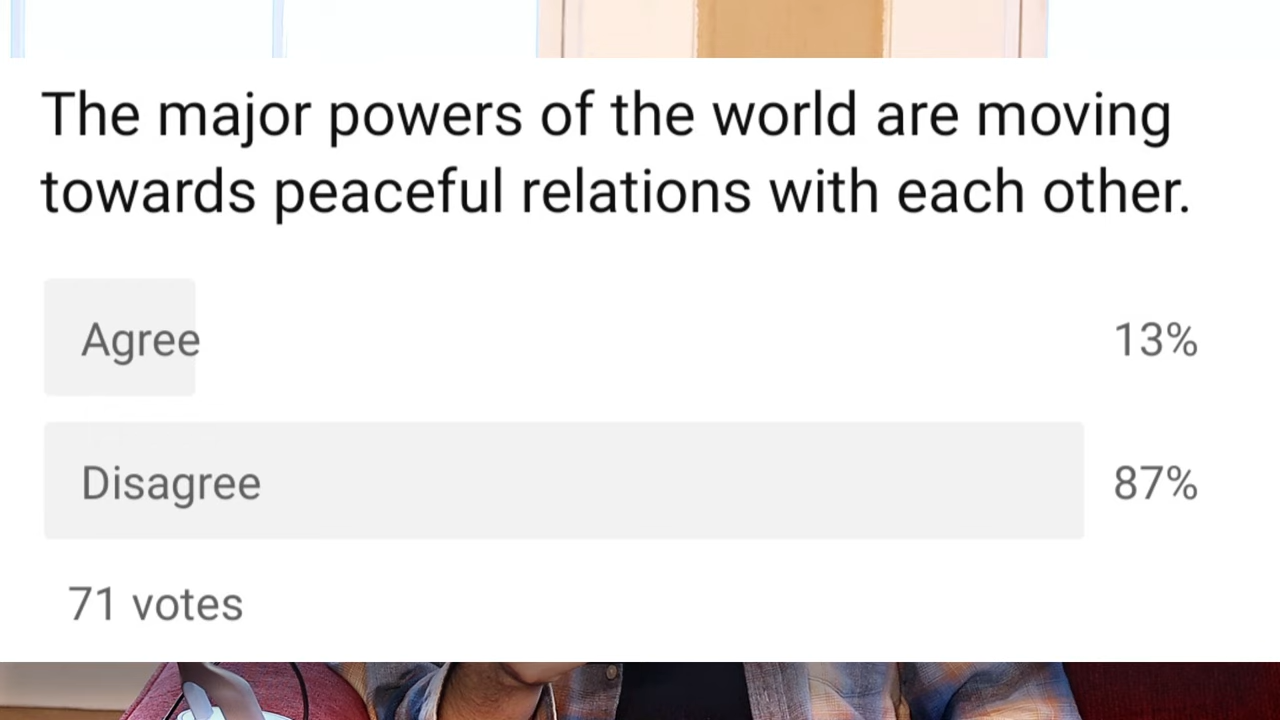 The major powers of the world are moving
towards peaceful relations with each other.
Agree 13%
Disagree 87%
71 votes